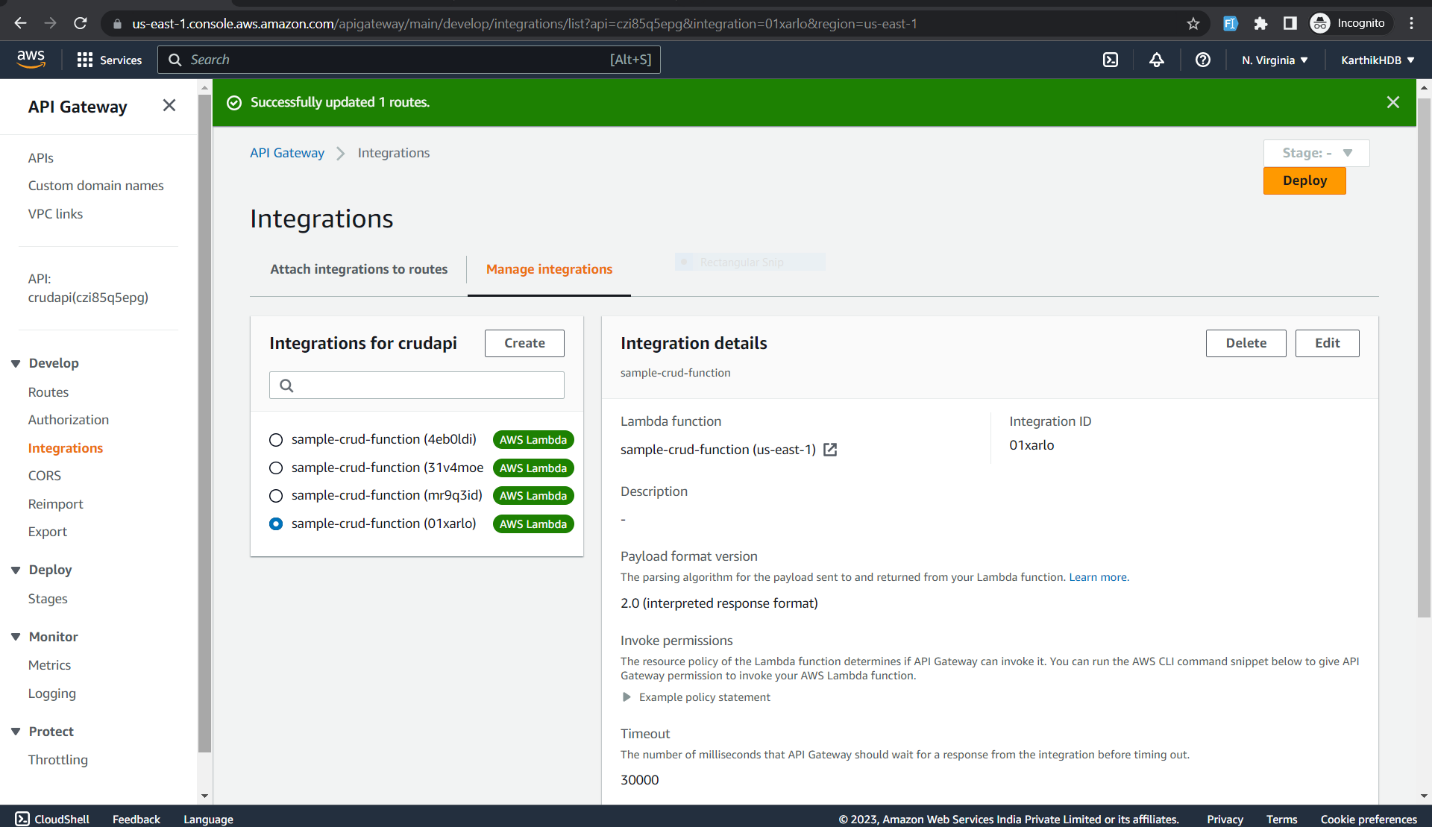 us-east-1.console.aws.amazon.com/apigateway/main/develop/integrations/list?api=czi85q5epg&integration=01xarlo&region=us-east-1
Incognito
aws
Services
Search
[Alt+S]
N. Virginia
KarthikHDB
API Gateway
Successfully updated 1 routes.
APIs
Custom domain names
VPC links
API:
crudapi(czi85q5epg)
Develop
Routes
Authorization
Integrations
CORS
Reimport
Export
Deploy
Stages
Monitor
Metrics
Logging
Protect
Throttling
API Gateway
Integrations
Stage: -
Deploy
Integrations
Attach integrations to routes
Manage integrations
Rectangular Snip
Integrations for crudapi
Create
sample-crud-function (4eb0ldi)
AWS Lambda
sample-crud-function (31v4moe
AWS Lambda
sample-crud-function (mr9q3id)
AWS Lambda
sample-crud-function (01xarlo)
AWS Lambda
Integration details
sample-crud-function
Delete
Edit
Lambda function
sample-crud-function (us-east-1)
Integration ID
01xarlo
Description
-
Payload format version
The parsing algorithm for the payload sent to and returned from your Lambda function. Learn more.
2.0 (interpreted response format)
Invoke permissions
The resource policy of the Lambda function determines if API Gateway can invoke it. You can run the AWS CLI command snippet below to give API
Gateway permission to invoke your AWS Lambda function.
Example policy statement
Timeout
The number of milliseconds that API Gateway should wait for a response from the integration before timing out.
30000
CloudShell
Feedback
Language
© 2023, Amazon Web Services India Private Limited or its affiliates.
Privacy
Terms
Cookie preferences